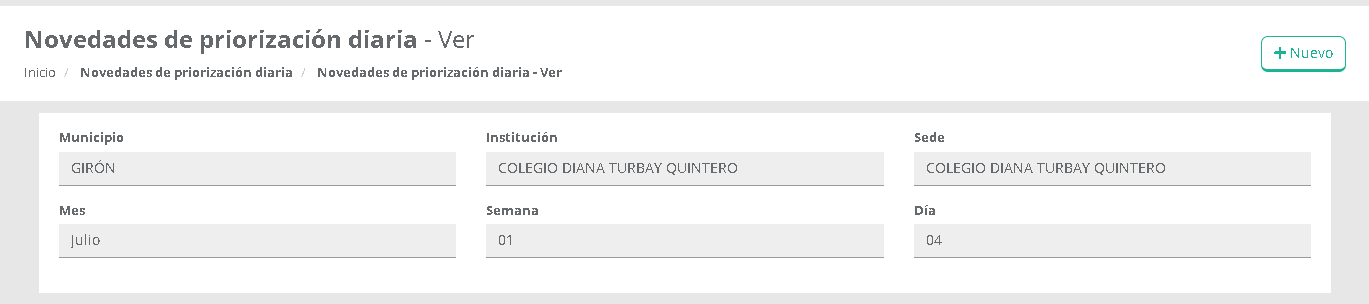 Novedades de priorización diaria - Ver
Inicio / Novedades de priorización diaria / Novedades de priorización diaria - Ver
+ Nuevo
Municipio Institución Sede
GIRÓN COLEGIO DIANA TURBAY QUINTERO COLEGIO DIANA TURBAY QUINTERO
Mes Semana Día
Julio 01 04